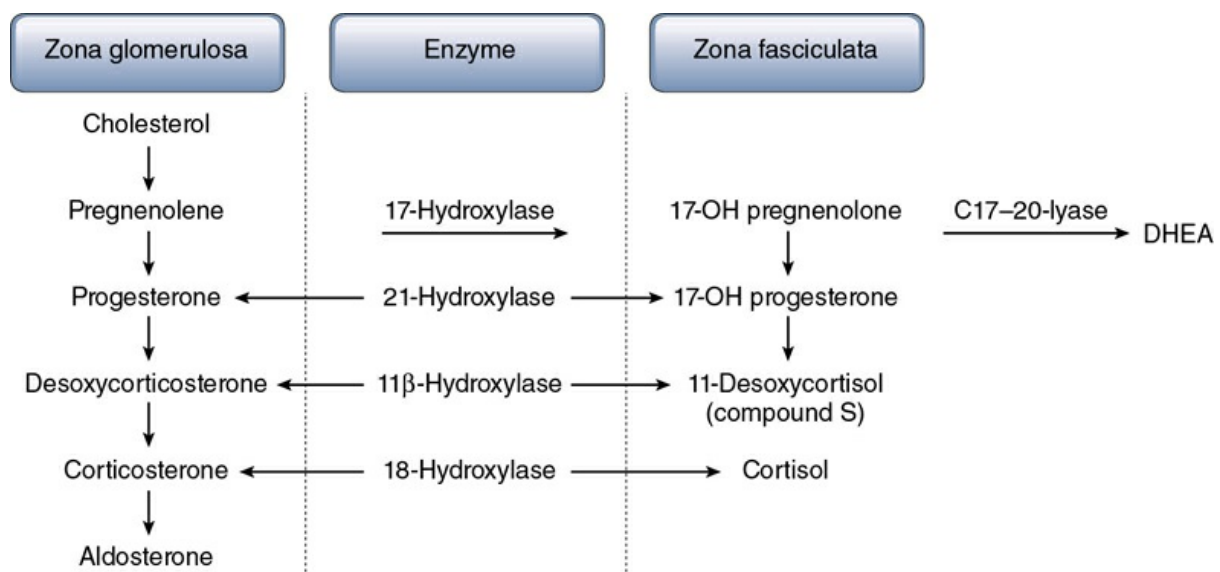 Zona glomerulosa Enzyme Zona fasciculata
Cholesterol
Pregnenolene 17-Hydroxylase 17-OH pregnenolone C17–20-lyase
DHEA
Progesterone 21-Hydroxylase 17-OH progesterone
Desoxycorticosterone 11β-Hydroxylase 11-Desoxycortisol
(compound S)
Corticosterone 18-Hydroxylase Cortisol
Aldosterone